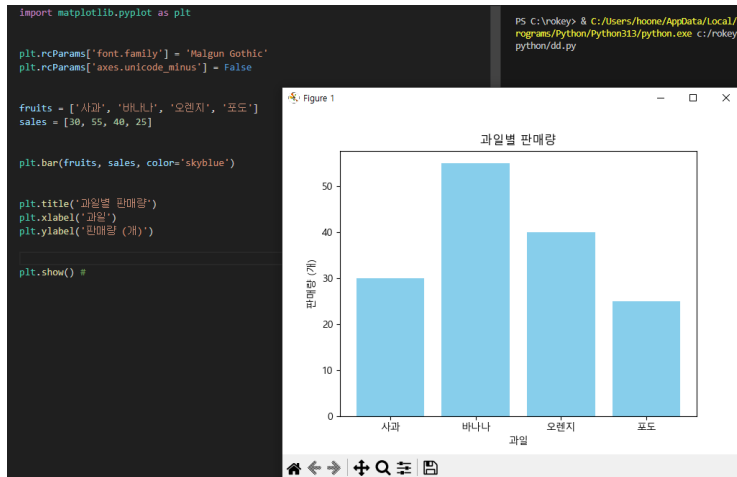 import matplotlib.pyplot as plt
plt.rcParams['font.family'] = 'Malgun Gothic'
plt.rcParams['axes.unicode_minus'] = False
fruits = ['사과', '바나나', '오렌지', '포도']
sales = [30, 55, 40, 25]
plt.bar(fruits, sales, color='skyblue')
plt.title('과일별 판매량')
plt.xlabel('과일')
plt.ylabel('판매량 (개)')
plt.show() #
PS C:\rokey> & C:/Users/hoone/AppData/Local/
rograms/Python/Python313/python.exe c:/rokey
python/dd.py
Figure 1
과일별 판매량
판매량 (개)
50
40
30
20
10
0
사과 바나나 오렌지 포도
과일